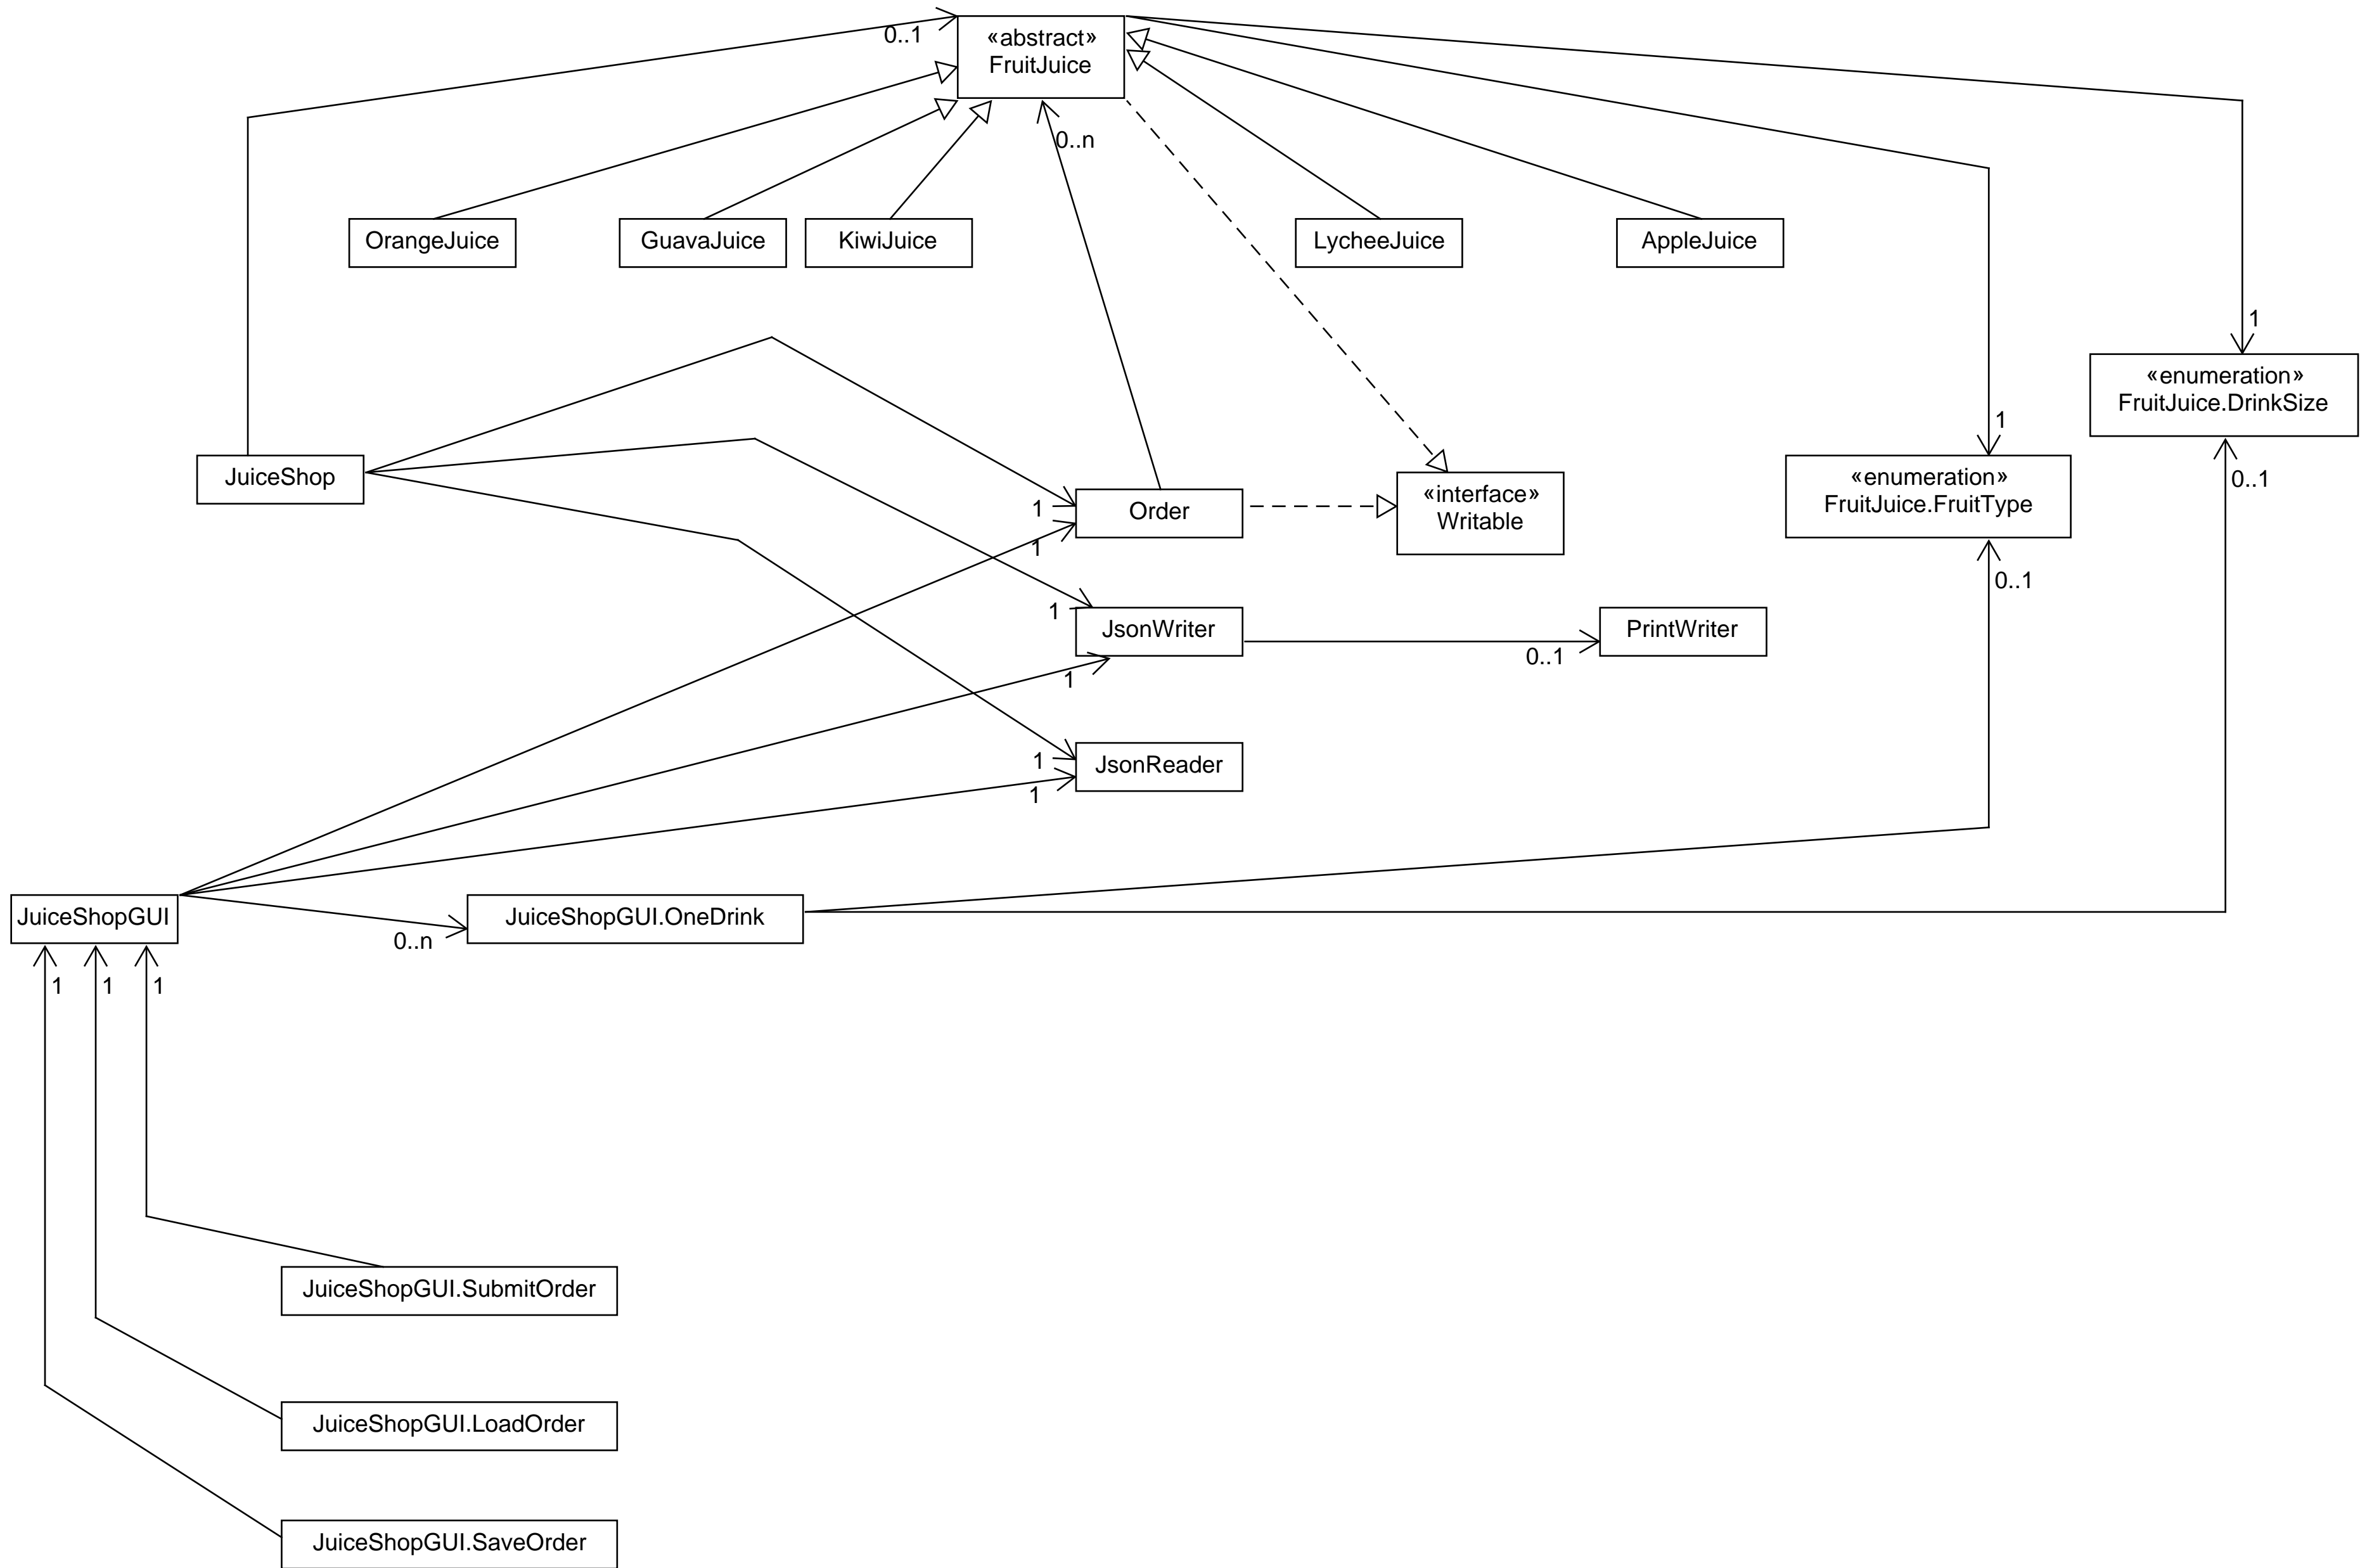 0..1
«abstract»
FruitJuice
0..n
OrangeJuice
GuavaJuice
KiwiJuice
LycheeJuice
AppleJuice
1
«enumeration»
FruitJuice.DrinkSize
1
JuiceShop
«enumeration»
FruitJuice.FruitType
0..1
1
Order
«interface»
Writable
1
0..1
1
JsonWriter
PrintWriter
0..1
1
1
JsonReader
1
JuiceShopGUI
JuiceShopGUI.OneDrink
0..n
1
1
1
JuiceShopGUI.SubmitOrder
JuiceShopGUI.LoadOrder
JuiceShopGUI.SaveOrder